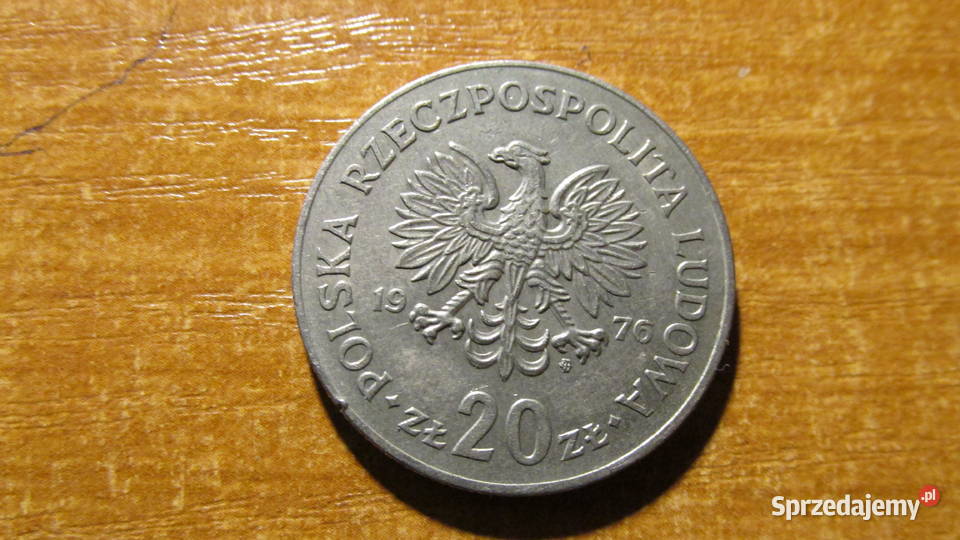 POLSKA RZECZPOSPOLITA LUDOWA
19 76
ZŁ 20 ZŁ
Sprzedajemy.pl